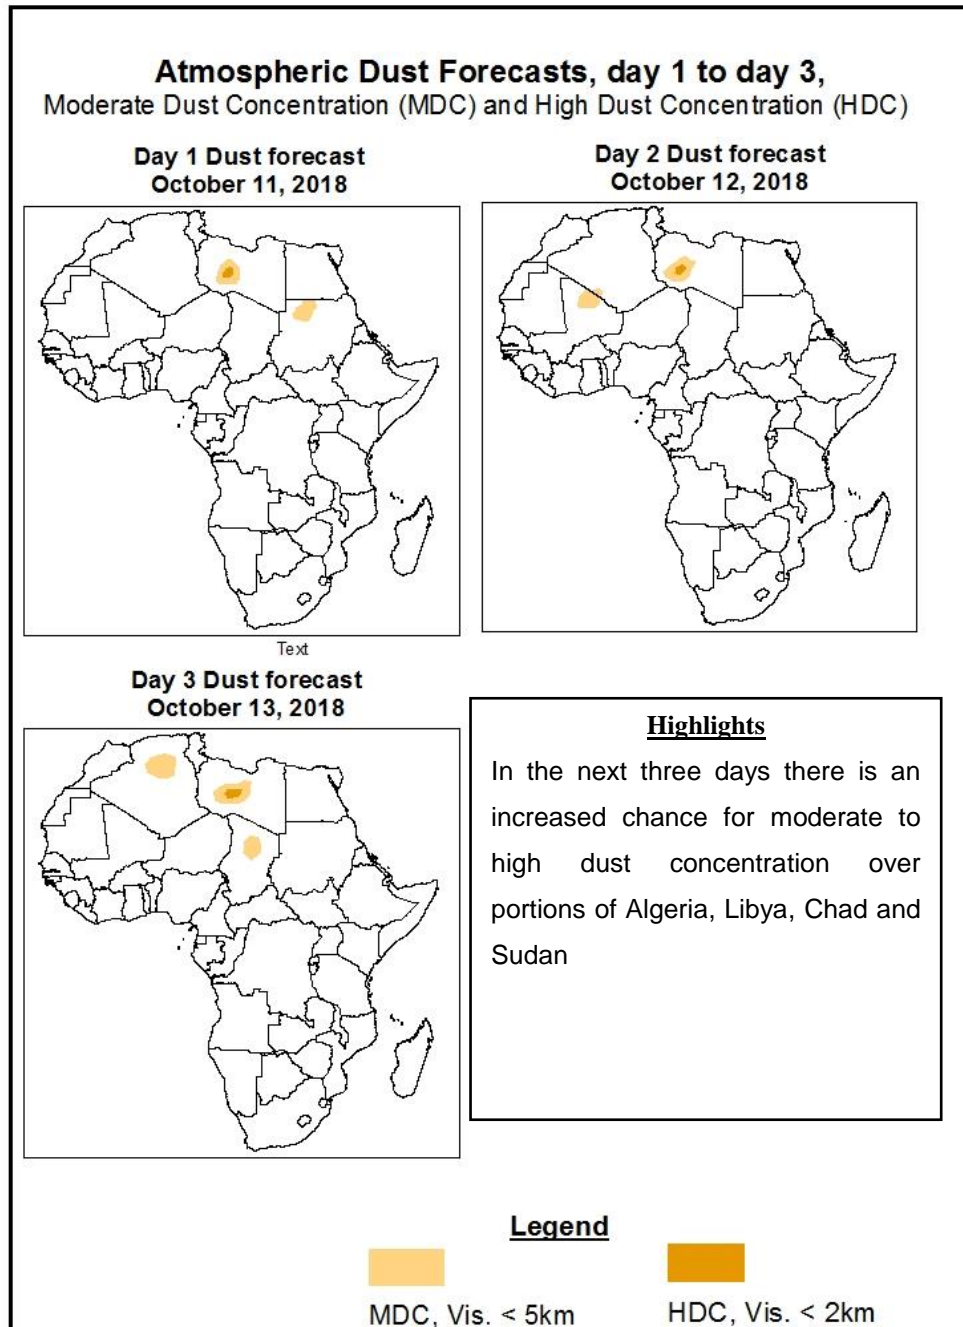 Atmospheric Dust Forecasts, day 1 to day 3,
Moderate Dust Concentration (MDC) and High Dust Concentration (HDC)
Day 1 Dust forecast
October 11, 2018
Day 2 Dust forecast
October 12, 2018
Text
Day 3 Dust forecast
October 13, 2018
Highlights
In the next three days there is an
increased chance for moderate to
high dust concentration over
portions of Algeria, Libya, Chad and
Sudan
Legend
MDC, Vis. < 5km
HDC, Vis. < 2km